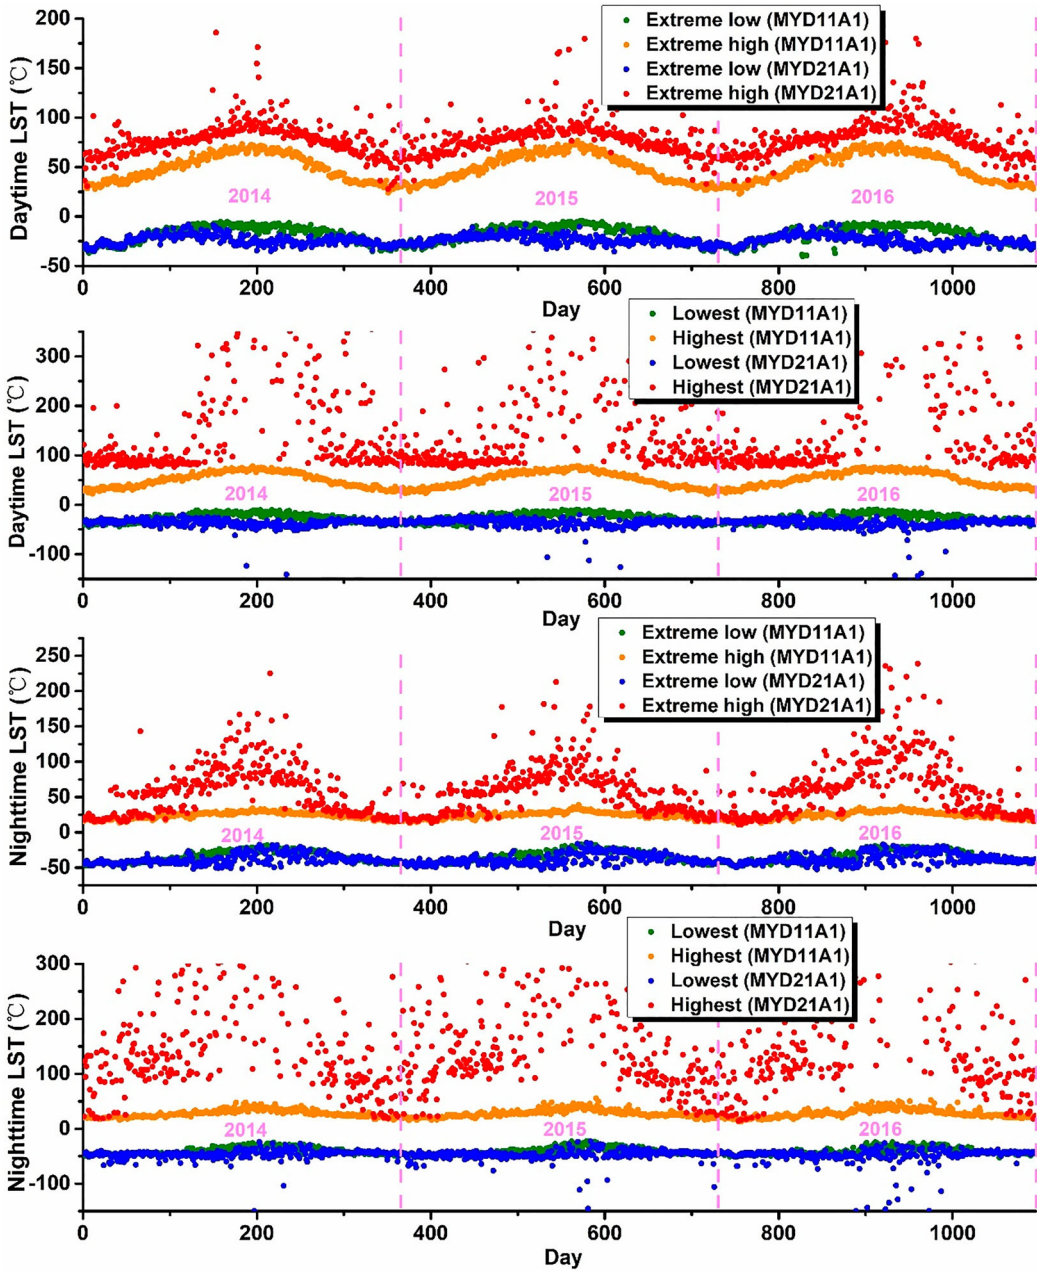 200
150
100
50
0
-50
Daytime LST (℃)
Extreme low (MYD11A1)
Extreme high (MYD11A1)
Extreme low (MYD21A1)
Extreme high (MYD21A1)
2014
2015
2016
0
200
400
600
800
1000
Day
300
200
100
0
-100
Daytime LST (℃)
Lowest (MYD11A1)
Highest (MYD11A1)
Lowest (MYD21A1)
Highest (MYD21A1)
2014
2015
2016
0
200
400
600
800
1000
Day
250
200
150
100
50
0
-50
Nighttime LST (℃)
Extreme low (MYD11A1)
Extreme high (MYD11A1)
Extreme low (MYD21A1)
Extreme high (MYD21A1)
2014
2015
2016
0
200
400
600
800
1000
Day
300
200
100
0
-100
Nighttime LST (℃)
Lowest (MYD11A1)
Highest (MYD11A1)
Lowest (MYD21A1)
Highest (MYD21A1)
2014
2015
2016
0
200
400
600
800
1000
Day